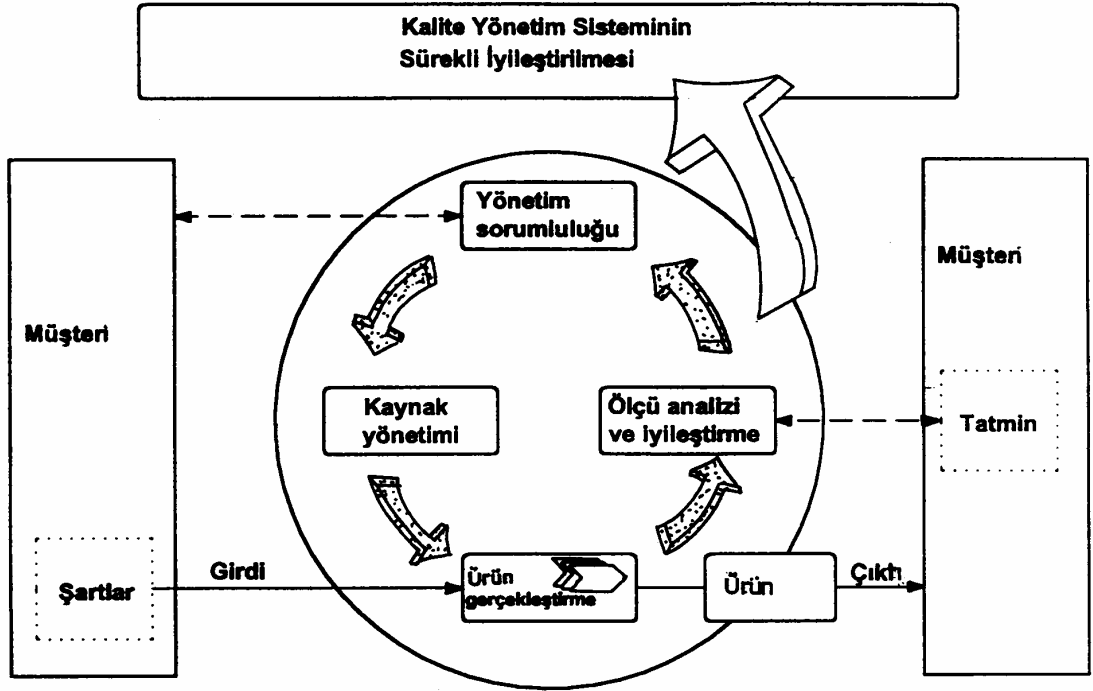 Kalite Yönetim Sisteminin
Sürekli İyileştirilmesi
Yönetim
sorumluluğu
Müşteri
Müşteri
Kaynak
yönetimi
Ölçü analizi
ve iyileştirme
Tatmin
Şartlar
Girdi
Ürün
gerçekleştirme
Ürün
Çıktı